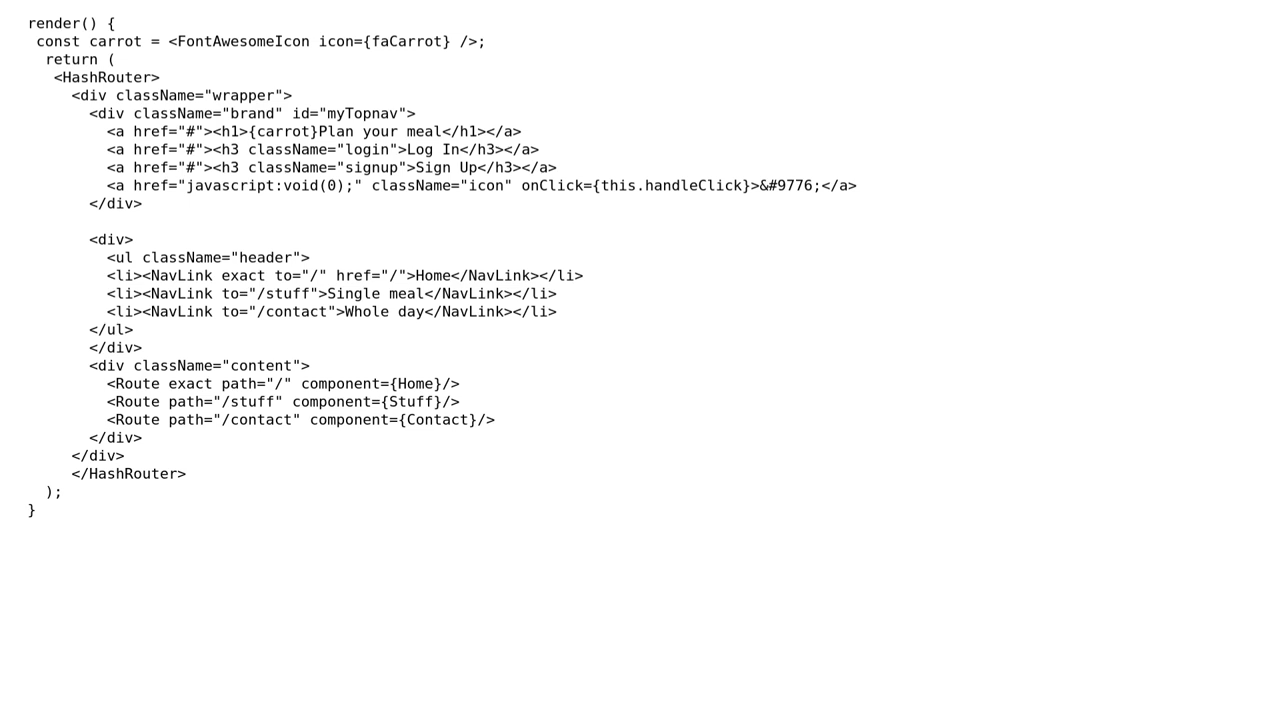 render() {
 const carrot = <FontAwesomeIcon icon={faCarrot} />;
  return (
   <HashRouter>
     <div className="wrapper">
       <div className="brand" id="myTopnav">
         <a href="#"><h1>{carrot}Plan your meal</h1></a>
         <a href="#"><h3 className="login">Log In</h3></a>
         <a href="#"><h3 className="signup">Sign Up</h3></a>
         <a href="javascript:void(0);" className="icon" onClick={this.handleClick}>&#9776;</a>
       </div>

       <div>
         <ul className="header">
         <li><NavLink exact to="/" href="/">Home</NavLink></li>
         <li><NavLink to="/stuff">Single meal</NavLink></li>
         <li><NavLink to="/contact">Whole day</NavLink></li>
       </ul>
       </div>
       <div className="content">
         <Route exact path="/" component={Home}/>
         <Route path="/stuff" component={Stuff}/>
         <Route path="/contact" component={Contact}/>
       </div>
     </div>
     </HashRouter>
  );
}